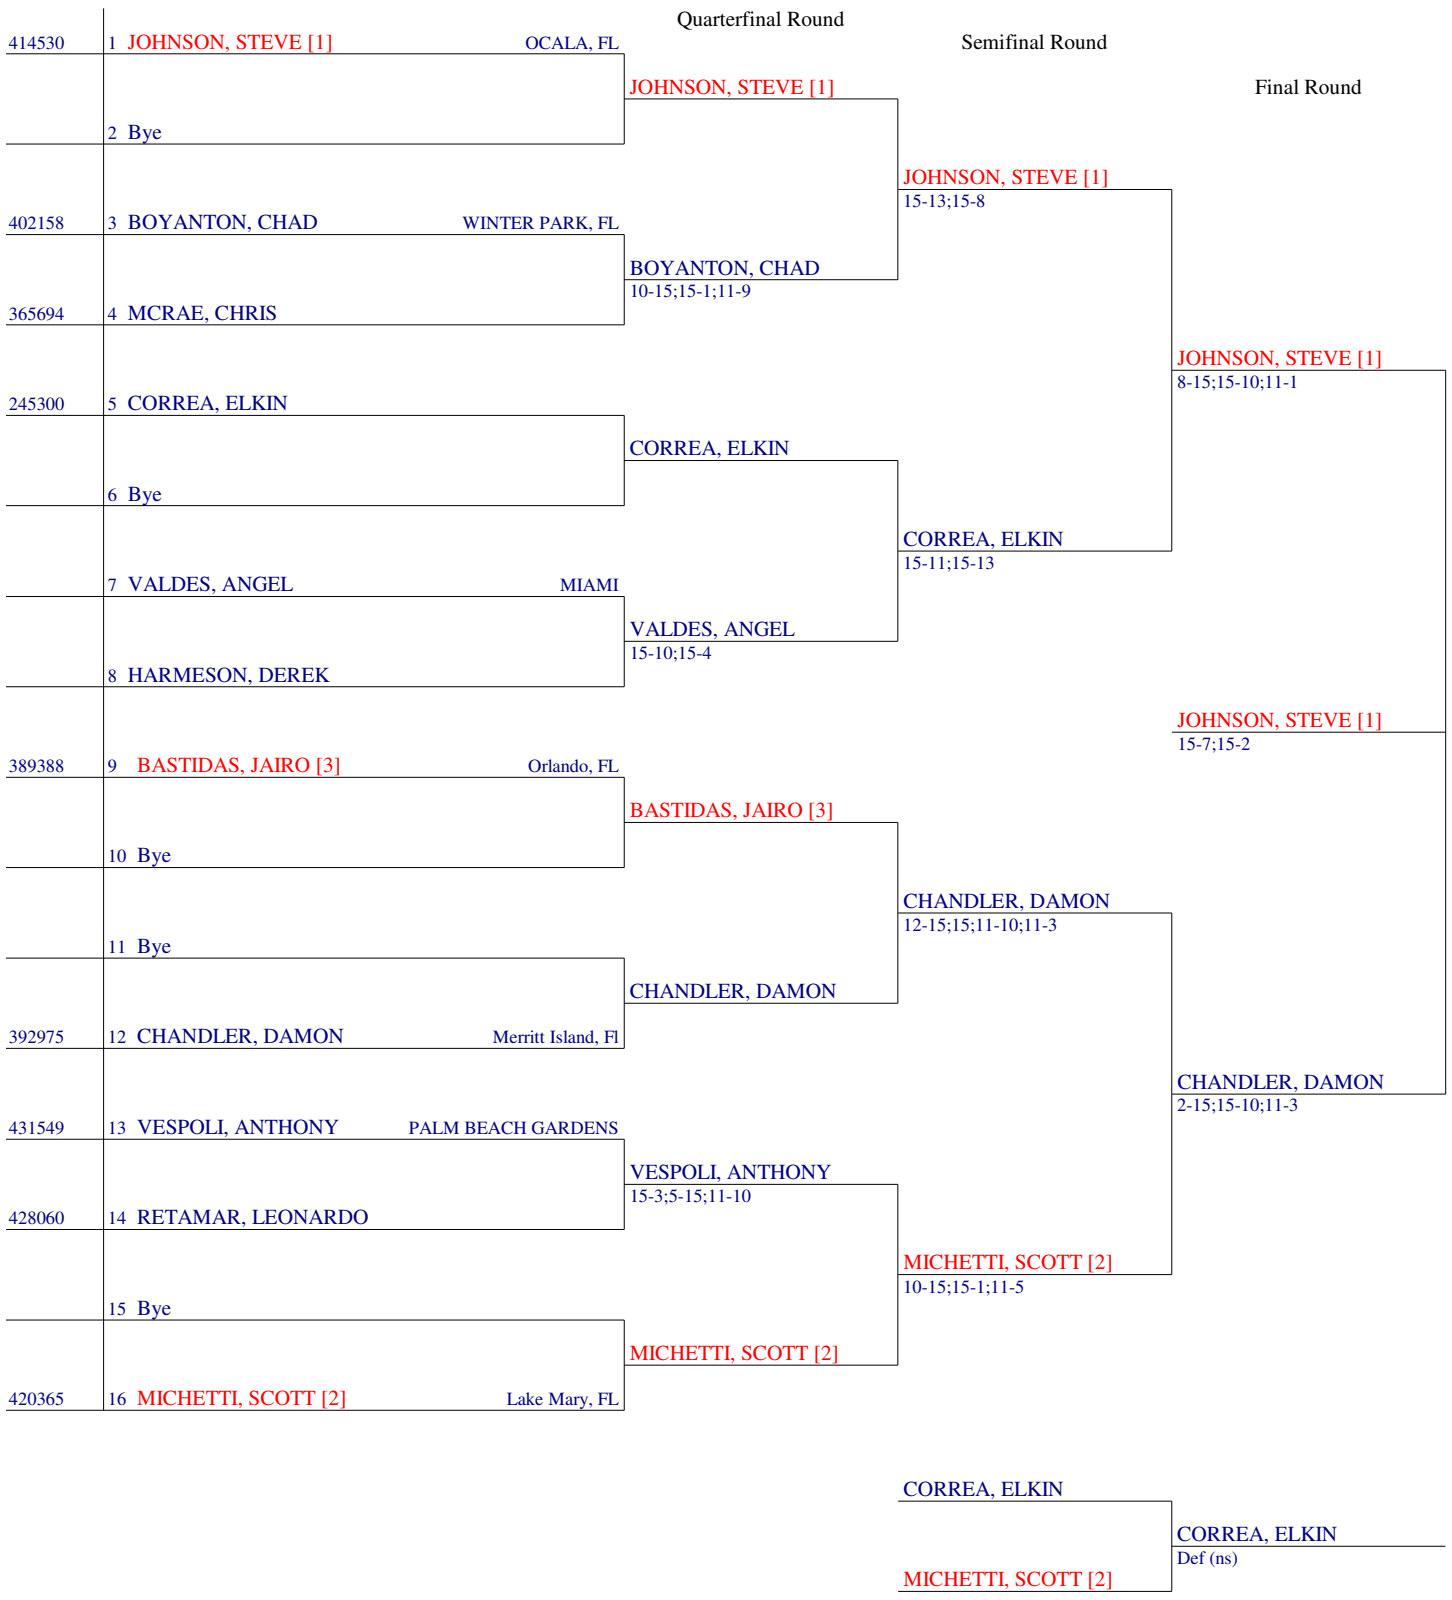 Quarterfinal Round
Semifinal Round
Final Round
414530 1 JOHNSON, STEVE [1] OCALA, FL
JOHNSON, STEVE [1]
2 Bye
JOHNSON, STEVE [1]
15-13;15-8
402158 3 BOYANTON, CHAD WINTER PARK, FL
BOYANTON, CHAD
10-15;15-1;11-9
365694 4 MCRAE, CHRIS
JOHNSON, STEVE [1]
8-15;15-10;11-1
245300 5 CORREA, ELKIN
CORREA, ELKIN
6 Bye
CORREA, ELKIN
15-11;15-13
7 VALDES, ANGEL MIAMI
VALDES, ANGEL
15-10;15-4
8 HARMESON, DEREK
JOHNSON, STEVE [1]
15-7;15-2
389388 9 BASTIDAS, JAIRO [3] Orlando, FL
BASTIDAS, JAIRO [3]
10 Bye
CHANDLER, DAMON
12-15;15;11-10;11-3
11 Bye
CHANDLER, DAMON
392975 12 CHANDLER, DAMON Merritt Island, Fl
CHANDLER, DAMON
2-15;15-10;11-3
431549 13 VESPOLI, ANTHONY PALM BEACH GARDENS
VESPOLI, ANTHONY
15-3;5-15;11-10
428060 14 RETAMAR, LEONARDO
MICHETTI, SCOTT [2]
10-15;15-1;11-5
15 Bye
MICHETTI, SCOTT [2]
420365 16 MICHETTI, SCOTT [2] Lake Mary, FL
CORREA, ELKIN
CORREA, ELKIN
Def (ns)
MICHETTI, SCOTT [2]